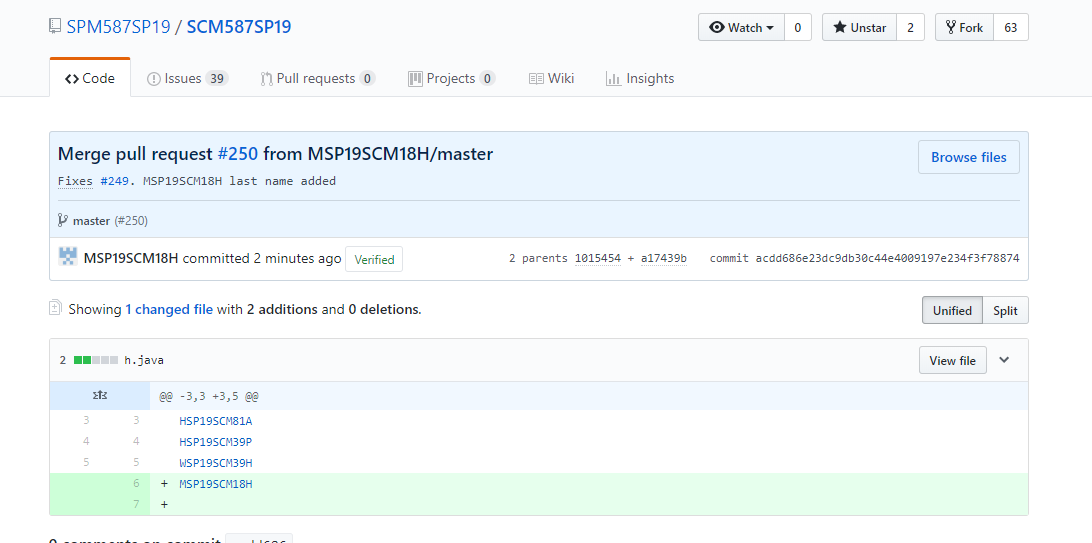 SPM587SP19 / SCM587SP19 Watch 0 Unstar 2 Fork 63
Code Issues 39 Pull requests 0 Projects 0 Wiki Insights
Merge pull request #250 from MSP19SCM18H/master Browse files
Fixes #249. MSP19SCM18H last name added
master (#250)
MSP19SCM18H committed 2 minutes ago Verified 2 parents 1015454 + a17439b commit acdd686e23dc9db30c44e4009197e234f3f78874
Showing 1 changed file with 2 additions and 0 deletions. Unified Split
2 h.java View file
@@ -3,3 +3,5 @@
3 3 HSP19SCM81A
4 4 HSP19SCM39P
5 5 WSP19SCM39H
6 + MSP19SCM18H
7 +
0 comments on commit